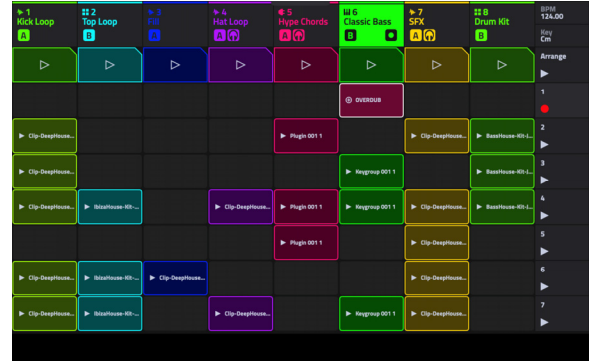 1 2 3 4 5 6 7 8 BPM
Kick Loop Top Loop Fill Hat Loop Hype Chords Classic Bass SFX Drum Kit 124.00
A B A A A B A B Key
Cm
Arrange
1
OVERDUB
2
Clip-DeepHouse... Plugin 001 1 Clip-DeepHouse... BassHouse-Kit-L...
3
Clip-DeepHouse... Keygroup 001 1 BassHouse-Kit-L...
4
Clip-DeepHouse... IbizaHouse-Kit-... Clip-DeepHouse... Plugin 001 1 Keygroup 001 1 Clip-DeepHouse... BassHouse-Kit-L...
5
Plugin 001 1 Clip-DeepHouse...
6
Clip-DeepHouse... IbizaHouse-Kit-... Clip-DeepHouse... Clip-DeepHouse...
7
Clip-DeepHouse... IbizaHouse-Kit-... Clip-DeepHouse... Keygroup 001 1 Clip-DeepHouse...